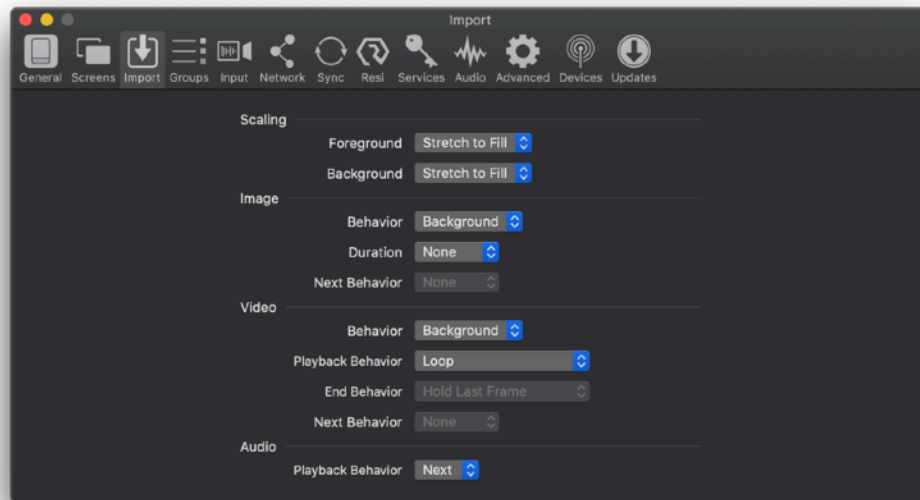 Import
General Screens Import Groups Input Network Sync Resi Services Audio Advanced Devices Updates
Scaling
Foreground Stretch to Fill
Background Stretch to Fill
Image
Behavior Background
Duration None
Next Behavior None
Video
Behavior Background
Playback Behavior Loop
End Behavior Hold Last Frame
Next Behavior None
Audio
Playback Behavior Next